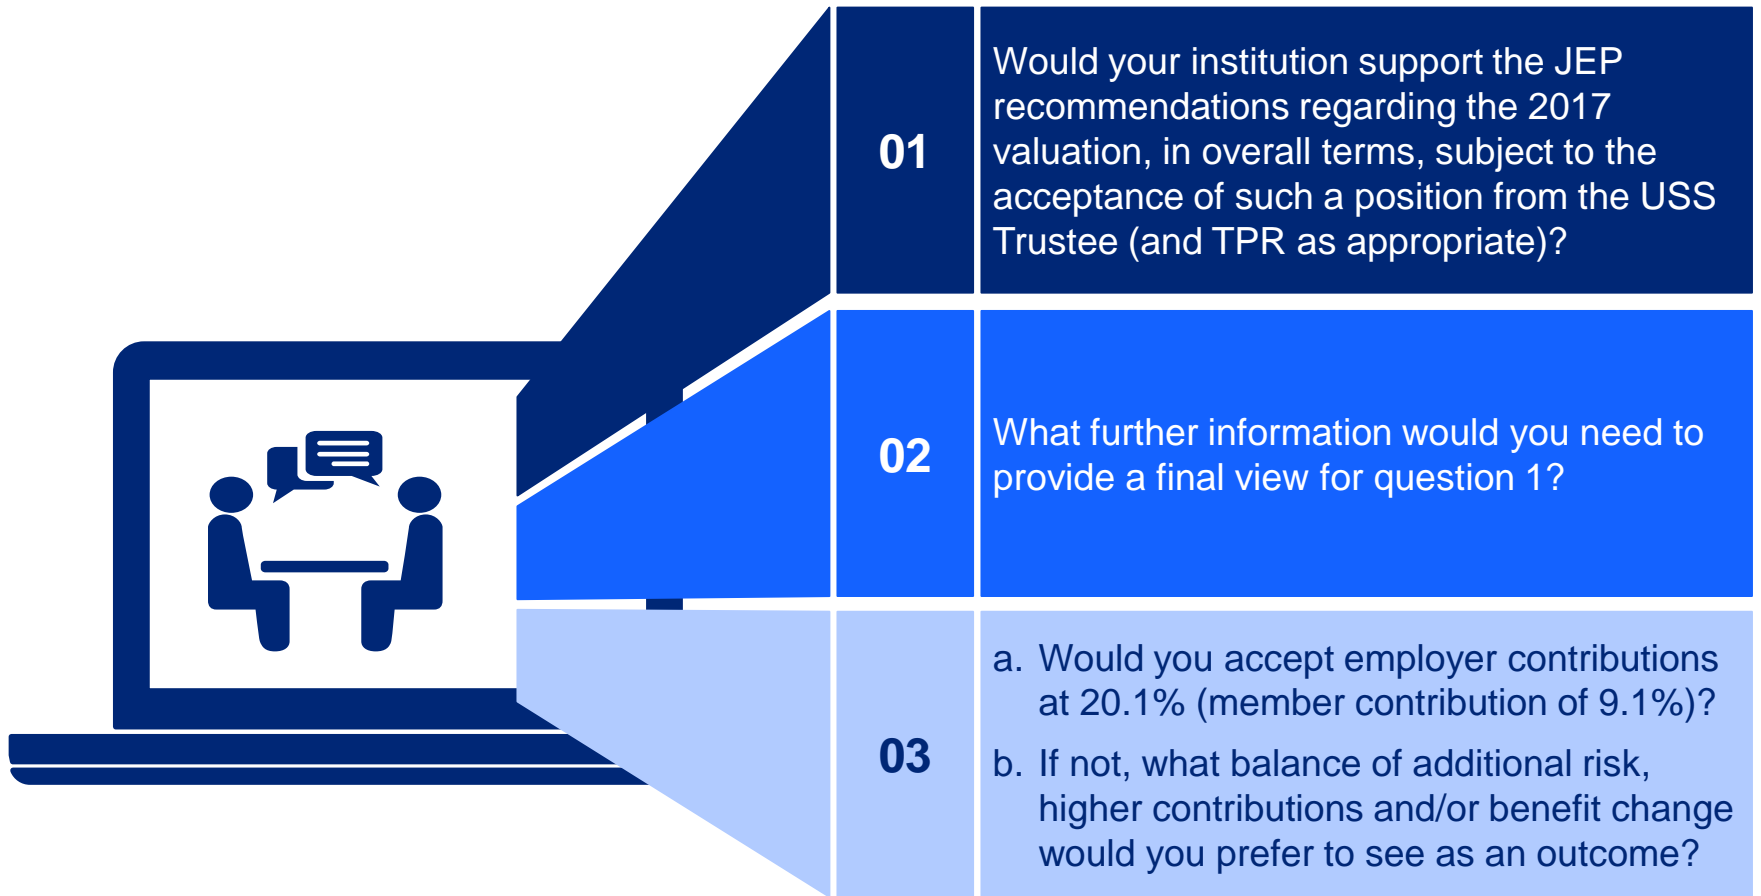 01
Would your institution support the JEP
recommendations regarding the 2017
valuation, in overall terms, subject to the
acceptance of such a position from the USS
Trustee (and TPR as appropriate)?
02
What further information would you need to
provide a final view for question 1?
03
a. Would you accept employer contributions
at 20.1% (member contribution of 9.1%)?
b. If not, what balance of additional risk,
higher contributions and/or benefit change
would you prefer to see as an outcome?